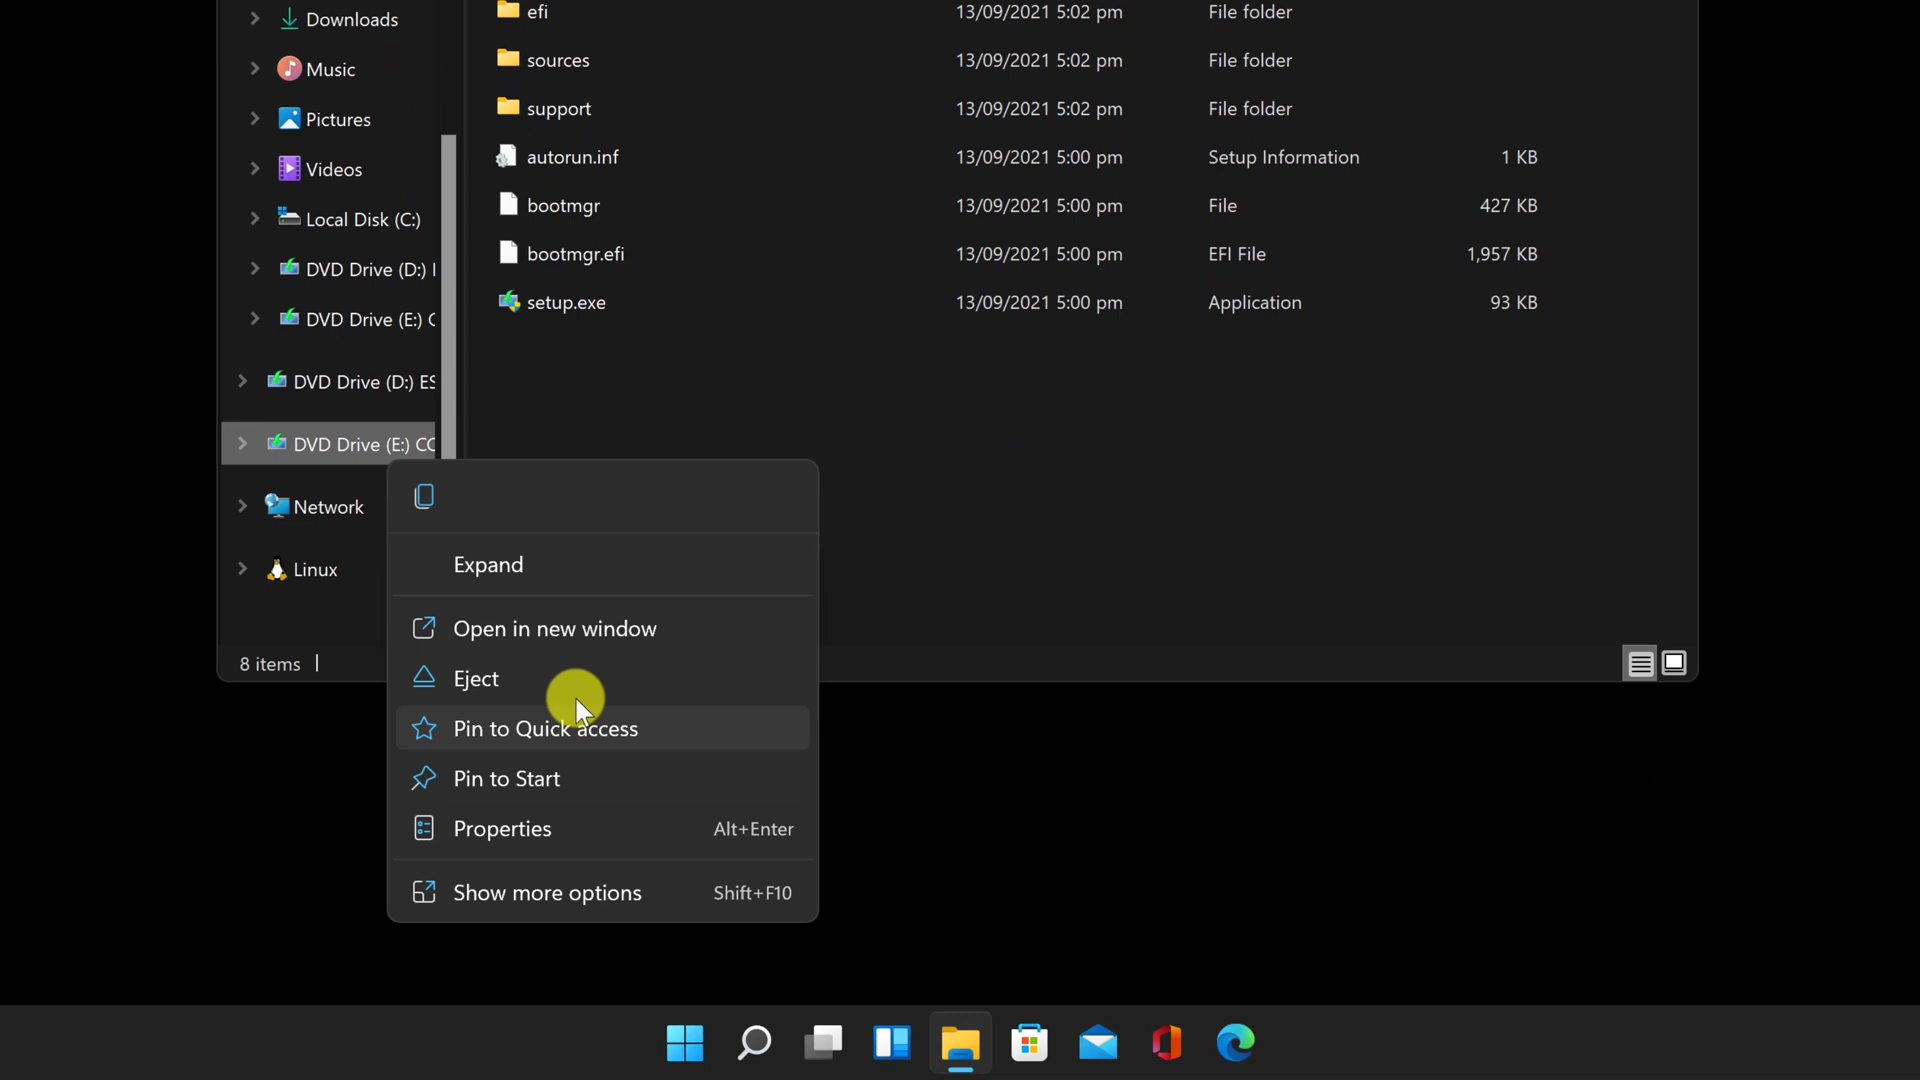 Downloads
Music
Pictures
Videos
Local Disk (C:)
DVD Drive (D:)
DVD Drive (E:) C
DVD Drive (D:) ES
DVD Drive (E:) CC
Network
Linux
efi 13/09/2021 5:02 pm File folder
sources 13/09/2021 5:02 pm File folder
support 13/09/2021 5:02 pm File folder
autorun.inf 13/09/2021 5:00 pm Setup Information 1 KB
bootmgr 13/09/2021 5:00 pm File 427 KB
bootmgr.efi 13/09/2021 5:00 pm EFI File 1,957 KB
setup.exe 13/09/2021 5:00 pm Application 93 KB
Expand
Open in new window
Eject
Pin to Quick access
Pin to Start
Properties Alt+Enter
Show more options Shift+F10
8 items